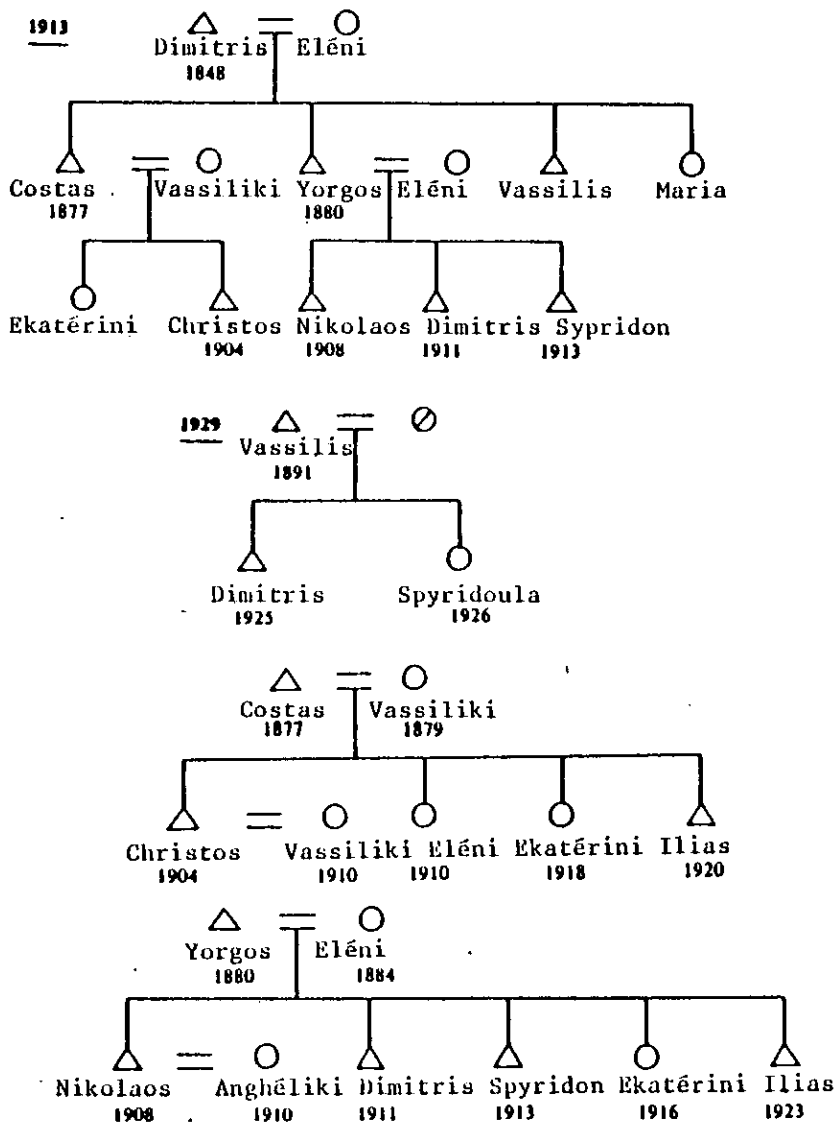 1913
Dimitris Eléni
1848
Costas Vassiliki Yorgos Eléni Vassilis Maria
1877 1880
Ekatérini Christos Nikolaos Dimitris Sypridon
1904 1908 1911 1913
1929
Vassilis
1891
Dimitris Spyridoula
1925 1926
Costas Vassiliki
1877 1879
Christos Vassiliki Eléni Ekatérini Ilias
1904 1910 1910 1918 1920
Yorgos Eléni
1880 1884
Nikolaos Anghéliki Dimitris Spyridon Ekatérini Ilias
1908 1910 1911 1913 1916 1923